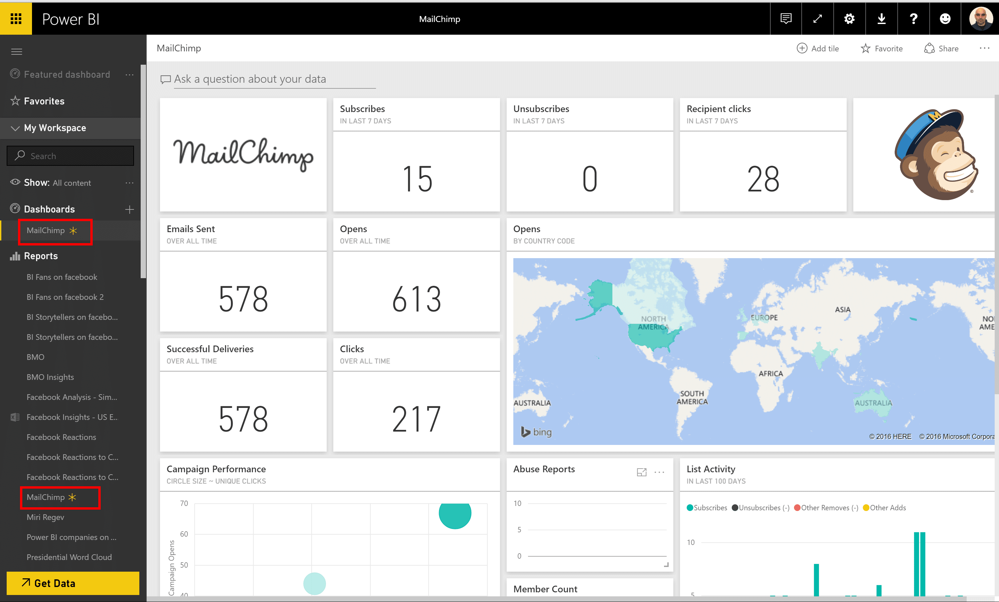 Power BI
MailChimp
MailChimp
Add tile
Favorite
Share
Featured dashboard
Favorites
My Workspace
Search
Show: All content
Dashboards
MailChimp
Reports
BI Fans on facebook
BI Fans on facebook 2
BI Storytellers on facebo...
BI Storytellers on facebo...
BMO
BMO Insights
Facebook Analysis - Sim...
Facebook Insights - US E...
Facebook Reactions
Facebook Reactions to C...
Facebook Reactions to C...
MailChimp
Miri Regev
Power BI companies on ...
Presidential Word Cloud
Get Data
Ask a question about your data
MailChimp
Subscribes
IN LAST 7 DAYS
15
Unsubscribes
IN LAST 7 DAYS
0
Recipient clicks
IN LAST 7 DAYS
28
M
©
Emails Sent
OVER ALL TIME
578
Opens
OVER ALL TIME
613
Opens
BY COUNTRY CODE
NORTH
AMERICA
EUROPE
ASIA
NO
AME
AFRICA
SOUTH
AMERICA
AUSTRALIA
AUSTRALIA
bing
© 2016 HERE
© 2016 Microsoft Corpora
Successful Deliveries
OVER ALL TIME
578
Clicks
OVER ALL TIME
217
Campaign Performance
CIRCLE SIZE ~ UNIQUE CLICKS
70
60
50
40
Campaign Opens
Abuse Reports
10
5
0
Member Count
List Activity
IN LAST 100 DAYS
Subscribes
Unsubscribes (-)
Other Removes (-)
Other Adds
10
5